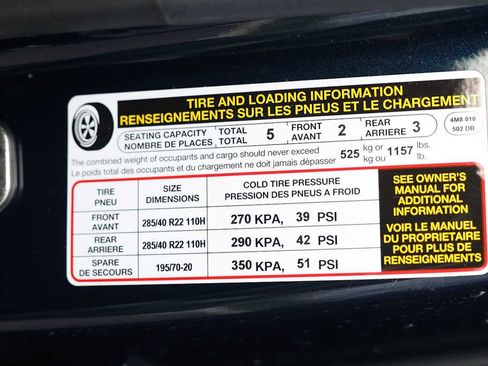 TIRE AND LOADING INFORMATION
RENSEIGNEMENTS SUR LES PNEUS ET LE CHARGEMENT
SEATING CAPACITY TOTAL 5 FRONT 2 REAR 3
NOMBRE DE PLACES TOTAL AVANT ARRIERE
4M8 010
502 DB
The combined weight of occupants and cargo should never exceed 525 kg or 1157 lbs.
Le poids total des occupants et du chargement ne doit jamais dépasser kg ou lb.
TIRE SIZE COLD TIRE PRESSURE
PNEU DIMENSIONS PRESSION DES PNEUS A FROID
FRONT
AVANT 285/40 R22 110H 270 KPA, 39 PSI
REAR
ARRIERE 285/40 R22 110H 290 KPA, 42 PSI
SPARE
DE SECOURS 195/70-20 350 KPA, 51 PSI
SEE OWNER'S
MANUAL FOR
ADDITIONAL
INFORMATION
VOIR LE MANUEL
DU PROPRIETAIRE
POUR PLUS DE
RENSEIGNEMENTS